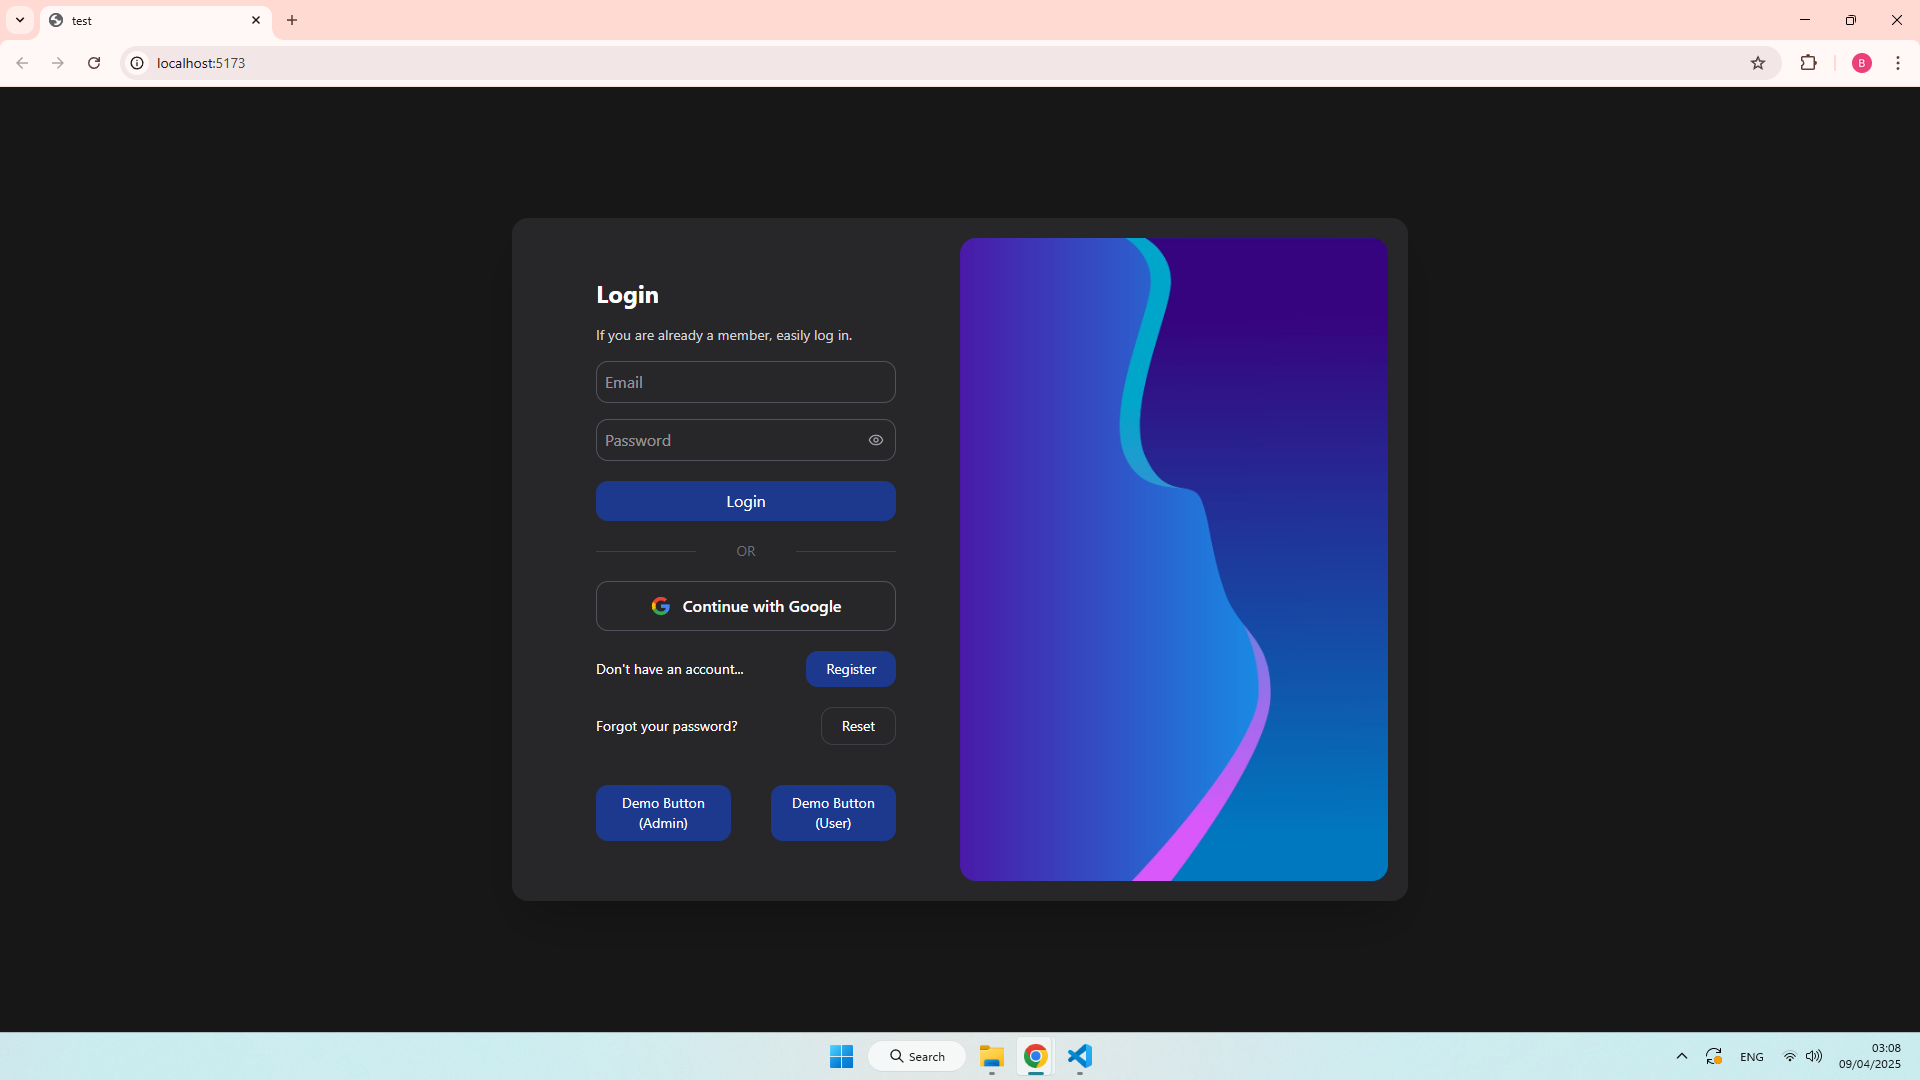 test
localhost:5173
B
Login
If you are already a member, easily log in.
Email
Password
Login
OR
Continue with Google
Don't have an account...
Register
Forgot your password?
Reset
Demo Button
(Admin)
Demo Button
(User)
Search
ENG
03:08
09/04/2025